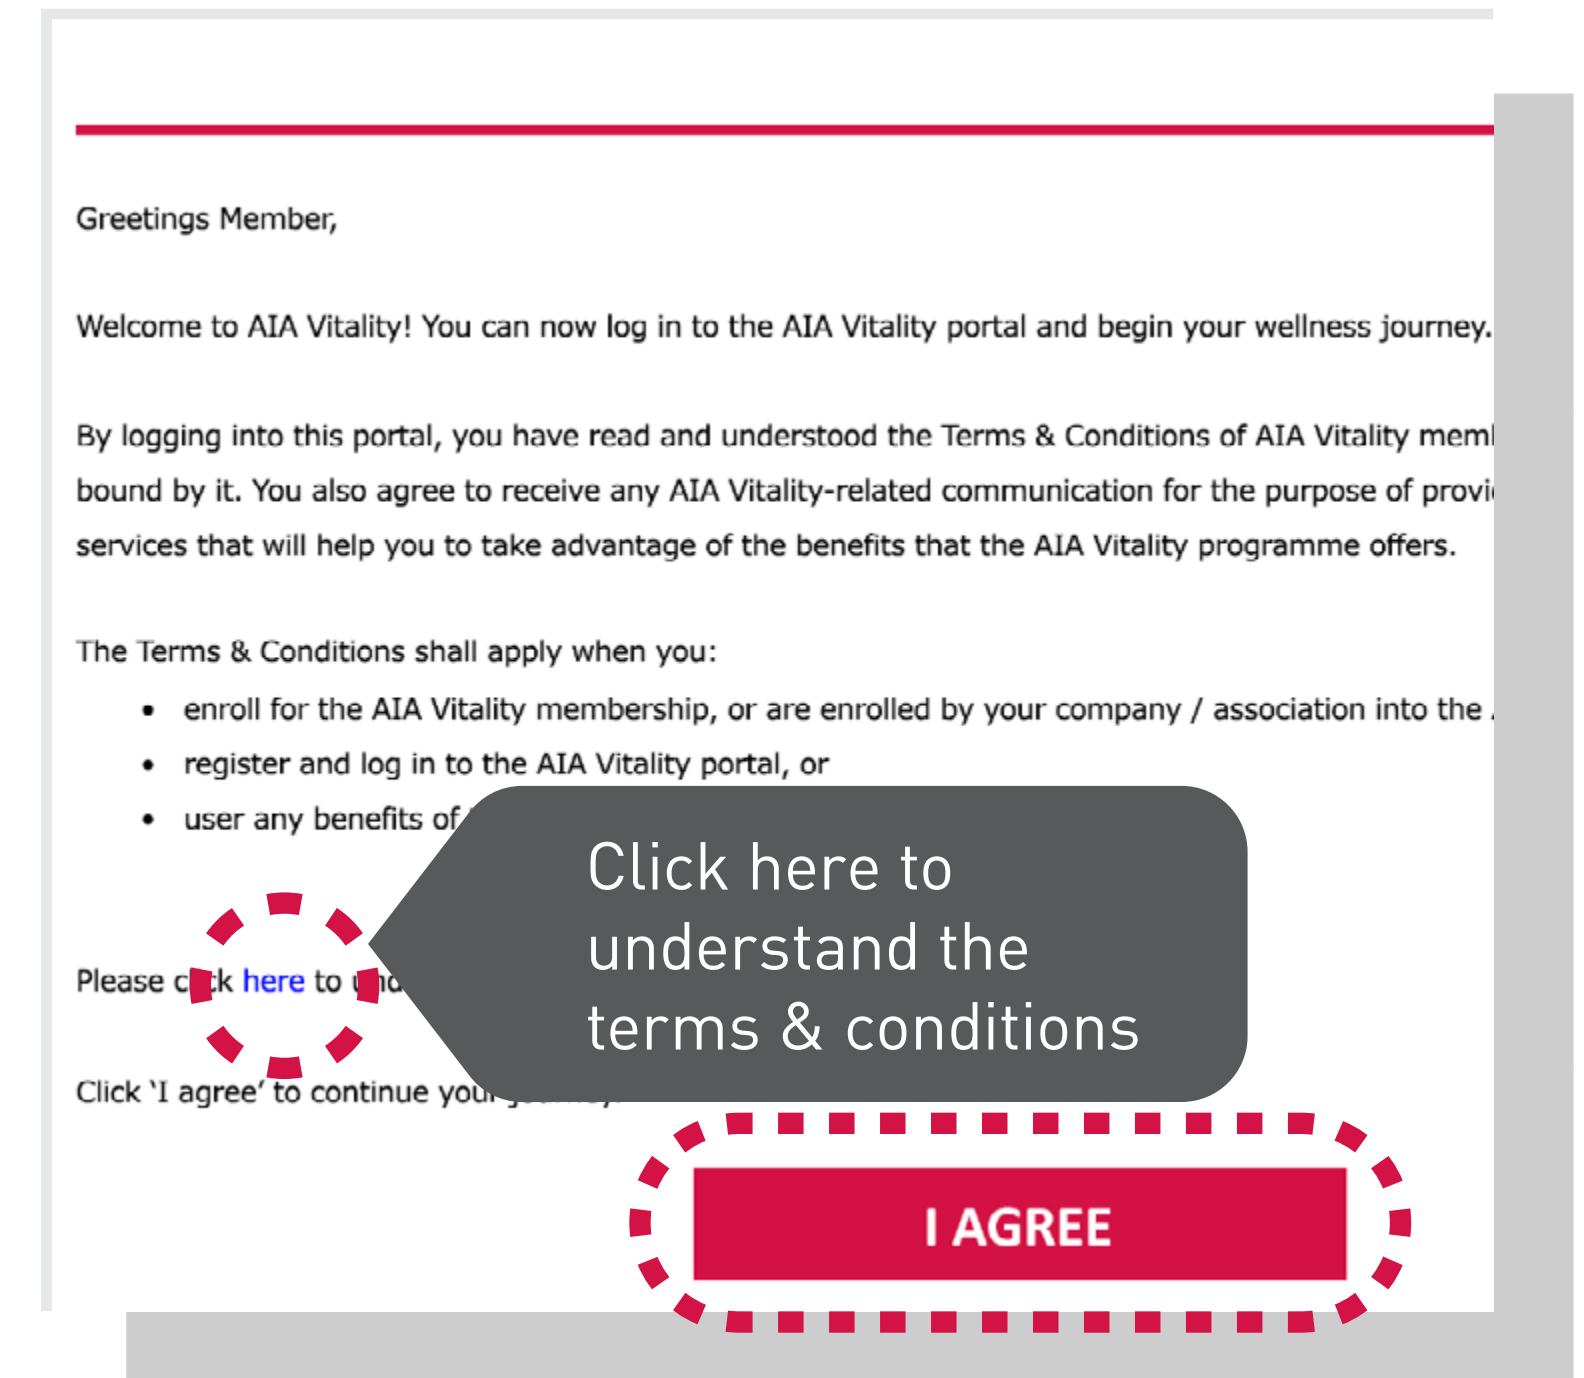 Greetings Member,
Welcome to AIA Vitality! You can now log in to the AIA Vitality portal and begin your wellness journey.
By logging into this portal, you have read and understood the Terms & Conditions of AIA Vitality
bound by it. You also agree to receive any AIA Vitality-related communication for the purpose of
services that will help you to take advantage of the benefits that the AIA Vitality programme offers.
The Terms & Conditions shall apply when you:
• enroll for the AIA Vitality membership, or are enrolled by your company / association into the
• register and log in to the AIA Vitality portal, or
• user any benefits of
Click here to
understand the
terms & conditions
Please click here to
Click ‘I agree’ to continue your journey.
I AGREE